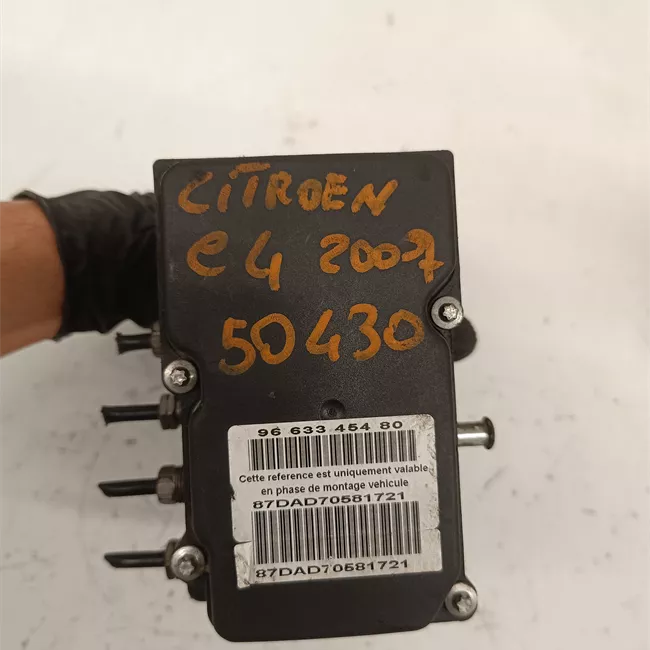 CITROEN
C4 2007
50430
96 633 454 80
Cette reference est uniquement valable
en phase de montage vehicule
87DAD70581721
87DAD70581721